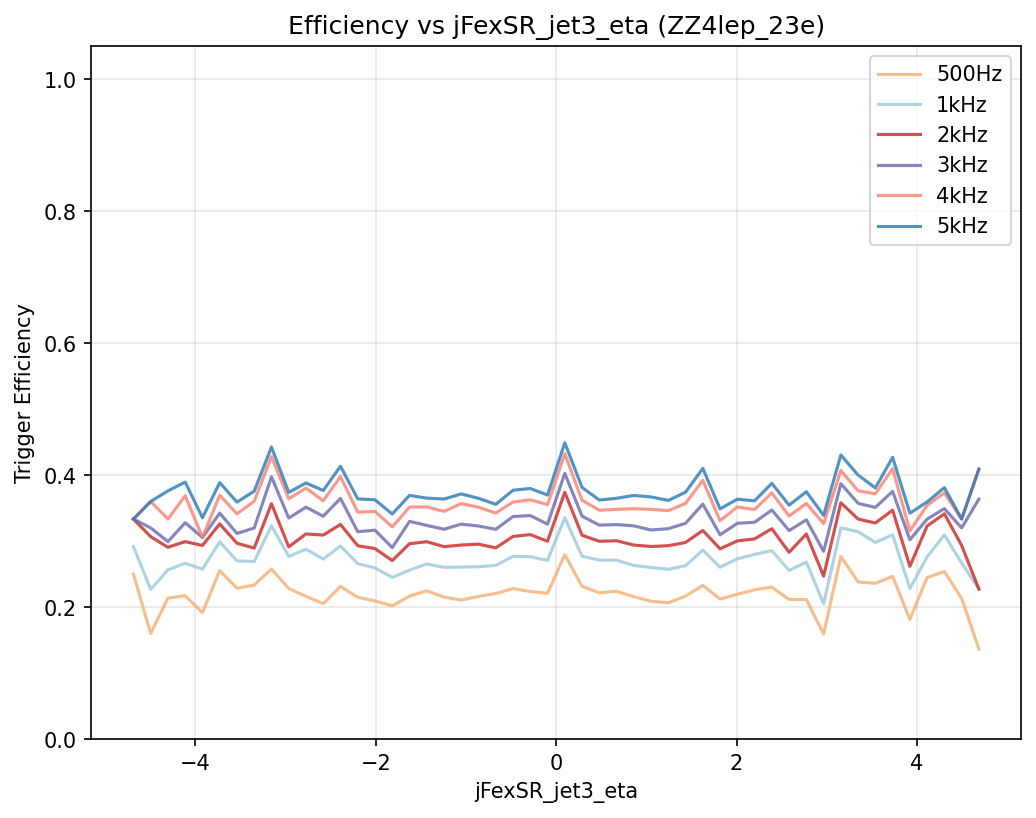 Efficiency vs jFexSR_jet3_eta (ZZ4lep_23e)
500Hz
1kHz
2kHz
3kHz
4kHz
5kHz
Trigger Efficiency
1.0
0.8
0.6
0.4
0.2
0.0
−4
−2
0
2
4
jFexSR_jet3_eta